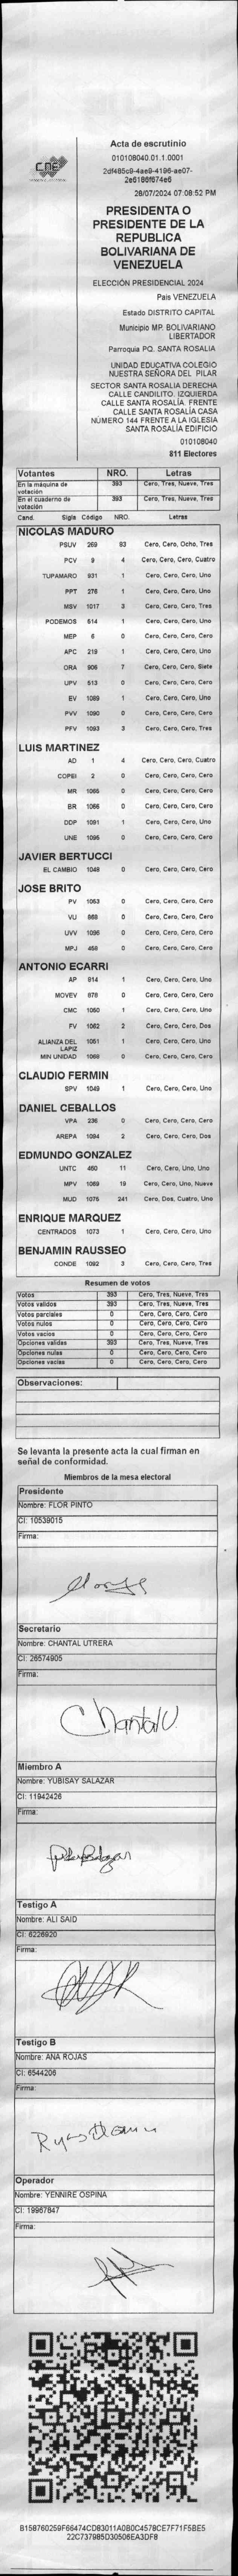 CNE
Acta de escrutinio
010108040.01.1.0001
28/07/2024 07:08:52 PM
PRESIDENTA O
PRESIDENTE DE LA
REPUBLICA
BOLIVARIANA DE
VENEZUELA
ELECCIÓN PRESIDENCIAL 2024
Pais VENEZUELA
Estado DISTRITO CAPITAL
Municipio MP. BOLIVARIANO
LIBERTADOR
Parroquia PQ. SANTA ROSALIA
UNIDAD EDUCATIVA COLEGIO
NUESTRA SEÑORA DEL PILAR
SECTOR SANTA ROSALIA DERECHA
CALLE CANDILITO. IZQUIERDA
CALLE SANTA ROSALÍA. FRENTE
CALLE SANTA ROSALÍA CASA
NÚMERO 144 FRENTE A LA IGLESIA
SANTA ROSALÍA EDIFICIO
010108040
811 Electores
Votantes NRO. Letras
En la máquina de votación 393 Cero, Tres, Nueve, Tres
En el cuaderno de votación 393 Cero, Tres, Nueve, Tres
Cand. Sigla Código NRO. Letras
NICOLAS MADURO
PSUV 269 83 Cero, Cero, Ocho, Tres
PCV 9 4 Cero, Cero, Cero, Cuatro
TUPAMARO 931 1 Cero, Cero, Cero, Uno
PPT 376 1 Cero, Cero, Cero, Uno
MSV 1017 3 Cero, Cero, Cero, Tres
PODEMOS 514 1 Cero, Cero, Cero, Uno
MEP 6 0 Cero, Cero, Cero, Cero
APC 219 1 Cero, Cero, Cero, Uno
ORA 906 7 Cero, Cero, Cero, Siete
UPV 513 0 Cero, Cero, Cero, Cero
EV 1089 1 Cero, Cero, Cero, Uno
PVV 1090 0 Cero, Cero, Cero, Cero
PFV 1093 3 Cero, Cero, Cero, Tres
LUIS MARTINEZ
AD 1 4 Cero, Cero, Cero, Cuatro
COPEI 2 0 Cero, Cero, Cero, Cero
MR 1065 0 Cero, Cero, Cero, Cero
BR 1066 0 Cero, Cero, Cero, Cero
DDP 1091 1 Cero, Cero, Cero, Uno
UNE 1095 0 Cero, Cero, Cero, Cero
JAVIER BERTUCCI
EL CAMBIO 1048 0 Cero, Cero, Cero, Cero
JOSE BRITO
PV 1053 0 Cero, Cero, Cero, Cero
VU 868 0 Cero, Cero, Cero, Cero
UVV 1096 0 Cero, Cero, Cero, Cero
MPJ 458 0 Cero, Cero, Cero, Cero
ANTONIO ECARRI
AP 914 1 Cero, Cero, Cero, Uno
MOVEV 878 0 Cero, Cero, Cero, Cero
CMC 1060 1 Cero, Cero, Cero, Uno
FV 1062 2 Cero, Cero, Cero, Dos
ALIANZA DEL LAPIZ 1051 1 Cero, Cero, Cero, Uno
MIN UNIDAD 1068 0 Cero, Cero, Cero, Cero
CLAUDIO FERMIN
SPV 1049 1 Cero, Cero, Cero, Uno
DANIEL CEBALLOS
VPA 236 0 Cero, Cero, Cero, Cero
AREPA 1094 2 Cero, Cero, Cero, Dos
EDMUNDO GONZALEZ
UNTC 460 11 Cero, Cero, Uno, Uno
MPV 1069 19 Cero, Cero, Uno, Nueve
MUD 1075 241 Cero, Dos, Cuatro, Uno
ENRIQUE MARQUEZ
CENTRADOS 1073 1 Cero, Cero, Cero, Uno
BENJAMIN RAUSSEO
CONDE 1092 3 Cero, Cero, Cero, Tres
Resumen de votos
Votos 393 Cero, Tres, Nueve, Tres
Votos validos 393 Cero, Tres, Nueve, Tres
Votos parciales 0 Cero, Cero, Cero, Cero
Votos nulos 0 Cero, Cero, Cero, Cero
Votos vacios 0 Cero, Cero, Cero, Cero
Opciones validas 393 Cero, Tres, Nueve, Tres
Opciones nulas 0 Cero, Cero, Cero, Cero
Opciones vacias 0 Cero, Cero, Cero, Cero
Observaciones:
Se levanta la presente acta la cual firman en
señal de conformidad.
Miembros de la mesa electoral
Presidente
Nombre: FLOR PINTO
CI: 10539015
Firma:
Secretario
Nombre: CHANTAL UTRERA
CI: 26574905
Firma:
Chantal U.
Miembro A
Nombre: YUBISAY SALAZAR
CI: 11942426
Firma:
Testigo A
Nombre: ALI SAID
CI: 6226920
Firma:
Testigo B
Nombre: ANA ROJAS
CI: 6544206
Firma:
Operador
Nombre: YENNIRE OSPINA
CI: 19967847
Firma:
B158760259F66474CD83011A0B0C4578CE7F71F5BE5
22C737985D30506EA3DF8